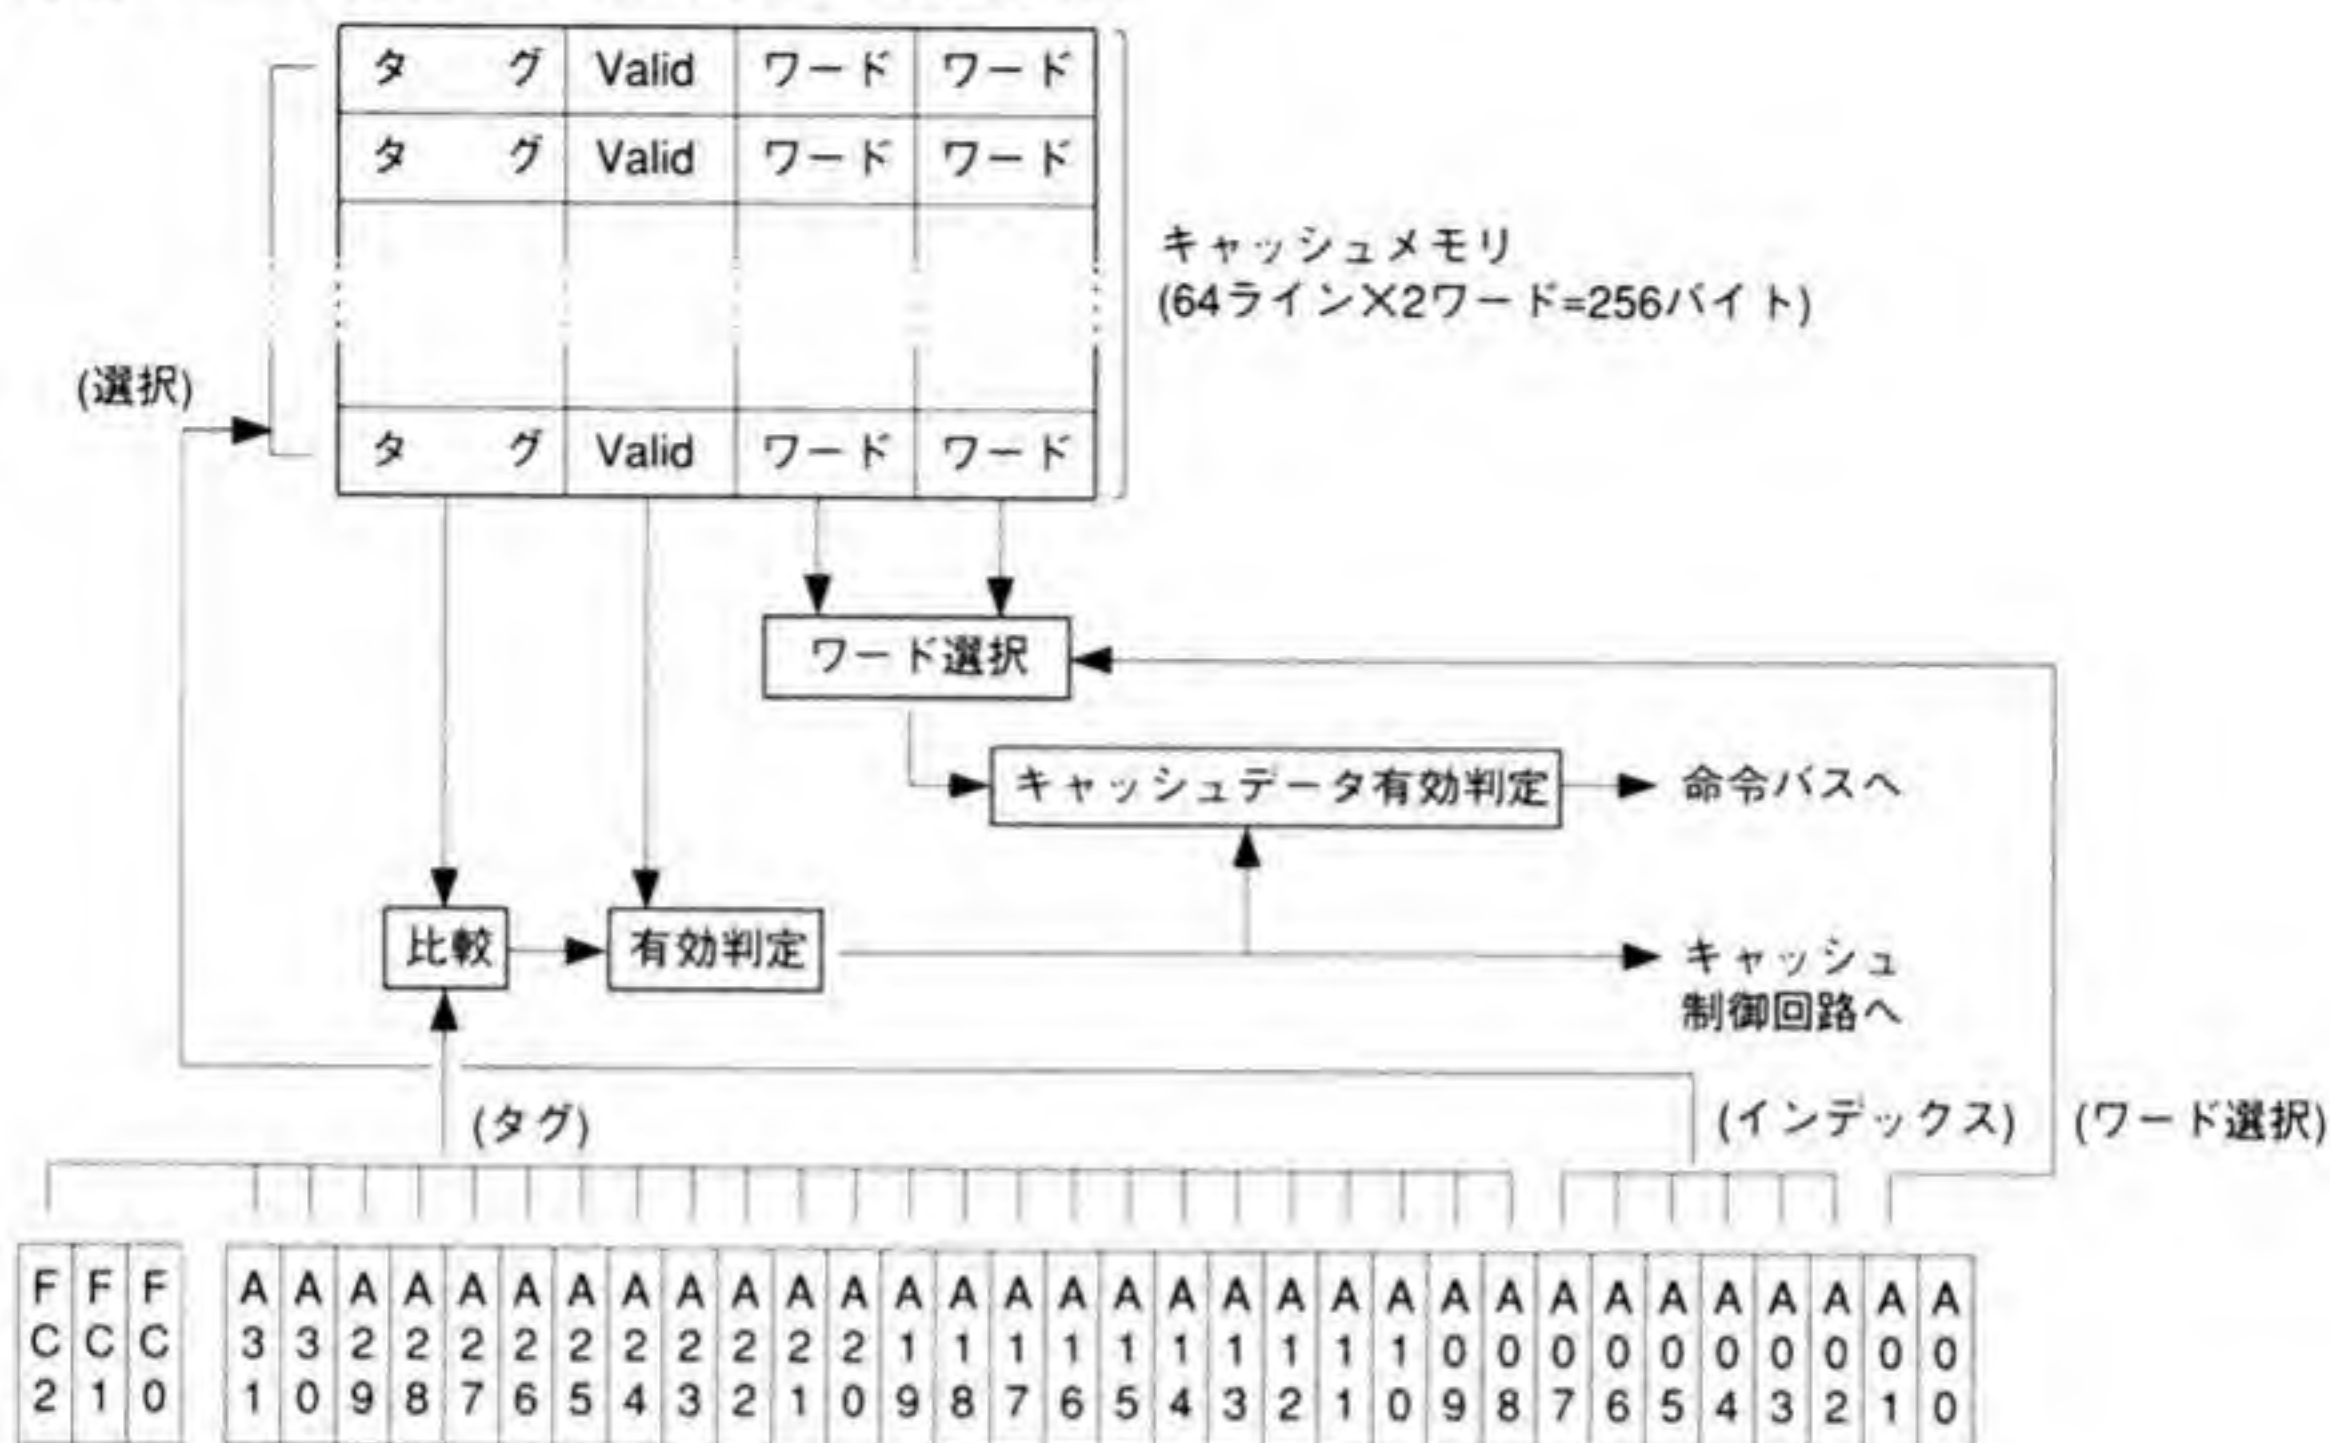 タグ Valid ワード ワード
タグ Valid ワード ワード
キャッシュメモリ
(64ライン×2ワード=256バイト)
(選択)
タグ Valid ワード ワード
ワード選択
キャッシュデータ有効判定
命令バスへ
比較
有効判定
キャッシュ
制御回路へ
(タグ)
(インデックス)
(ワード選択)
FC2 FC1 FC0 A31 A30 A29 A28 A27 A26 A25 A24 A23 A22 A21 A20 A19 A18 A17 A16 A15 A14 A13 A12 A11 A10 A09 A08 A07 A06 A05 A04 A03 A02 A01 A00